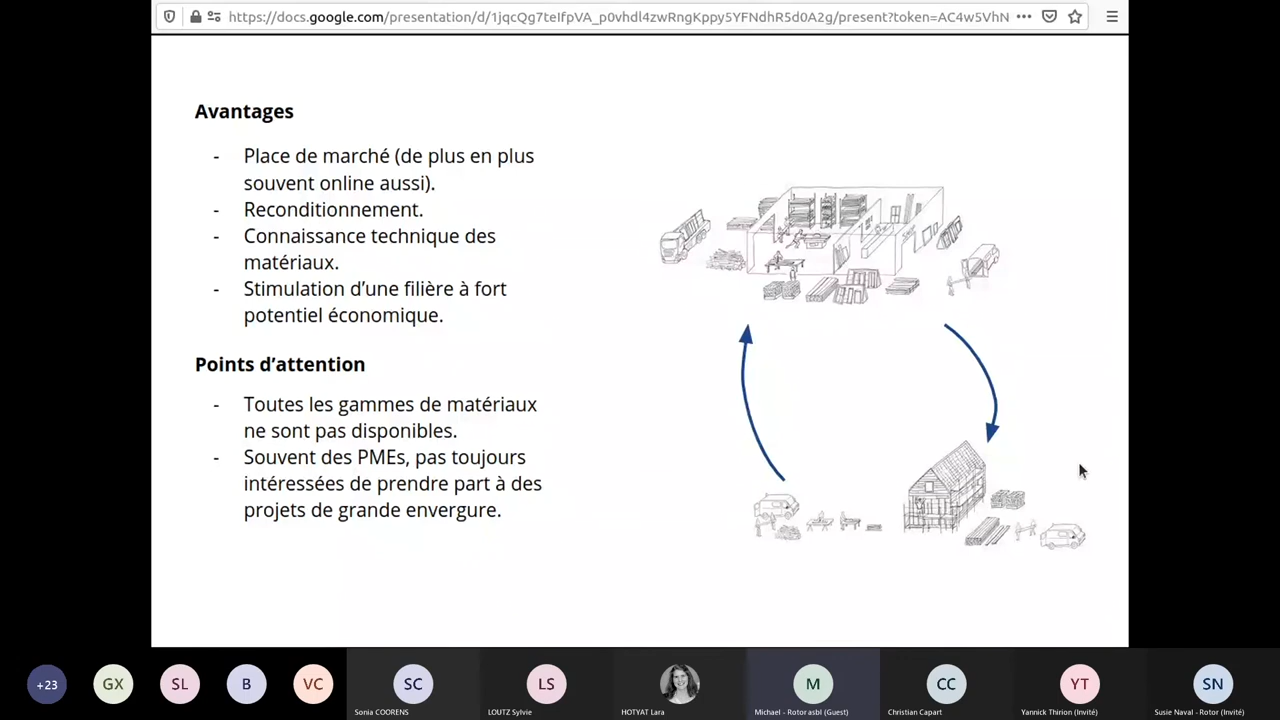 https://docs.google.com/presentation/d/1jqcQg7teIfpVA_p0vhdl4zwRngKppy5YFNdhR5d0A2g/present?token=AC4w5VhN
Avantages
- Place de marché (de plus en plus
souvent online aussi).
- Reconditionnement.
- Connaissance technique des
matériaux.
- Stimulation d'une filière à fort
potentiel économique.
Points d'attention
- Toutes les gammes de matériaux
ne sont pas disponibles.
- Souvent des PMEs, pas toujours
intéressées de prendre part à des
projets de grande envergure.
+23
GX
SL
B
VC
SC
LS
M
CC
YT
SN
Sonia COORENS
LOUTZ Sylvie
HOTYAT Lara
Michael - Rotor asbl (Guest)
Christian Capart
Yannick Thirion (Invité)
Susie Naval - Rotor (Invité)